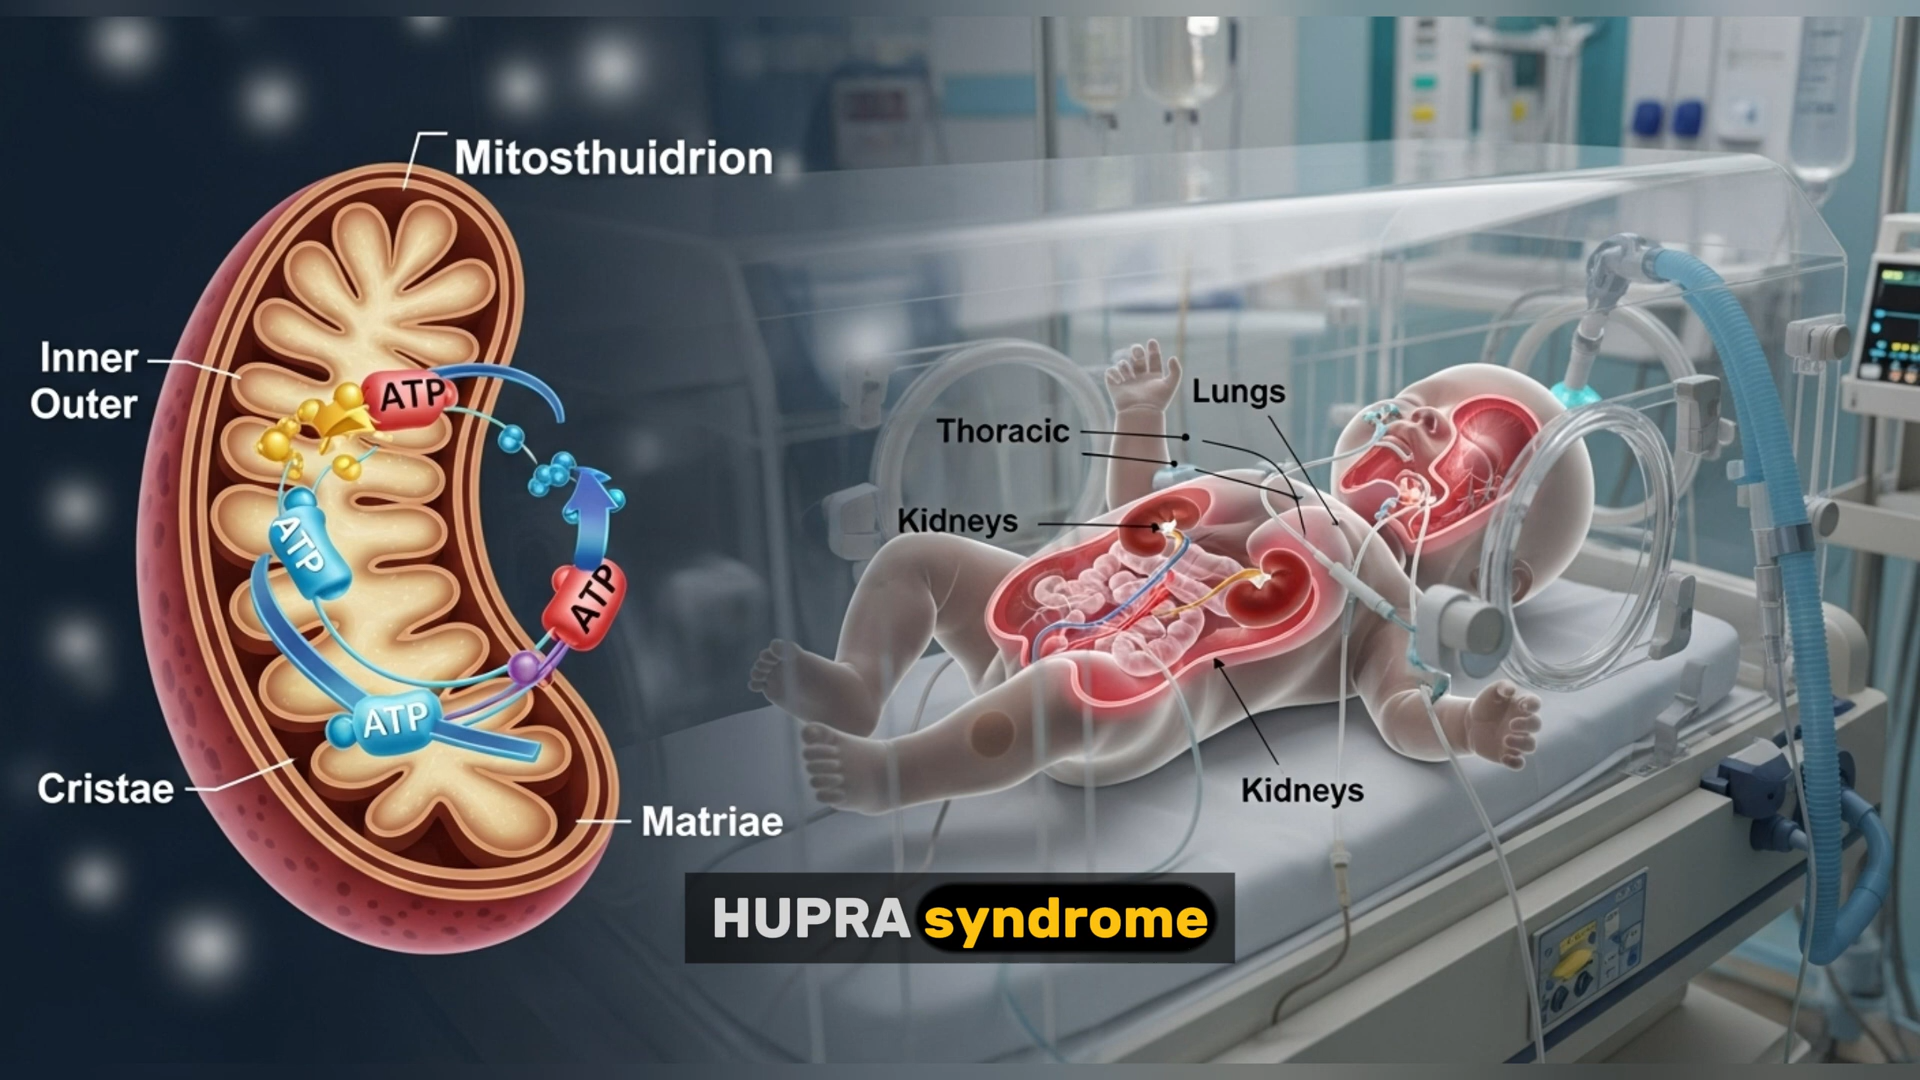 Mitosthuidrion
Inner
Outer
ATP
ATP
ATP
ATP
Cristae
Matriae
Lungs
Thoracic
Kidneys
Kidneys
HUPRA syndrome